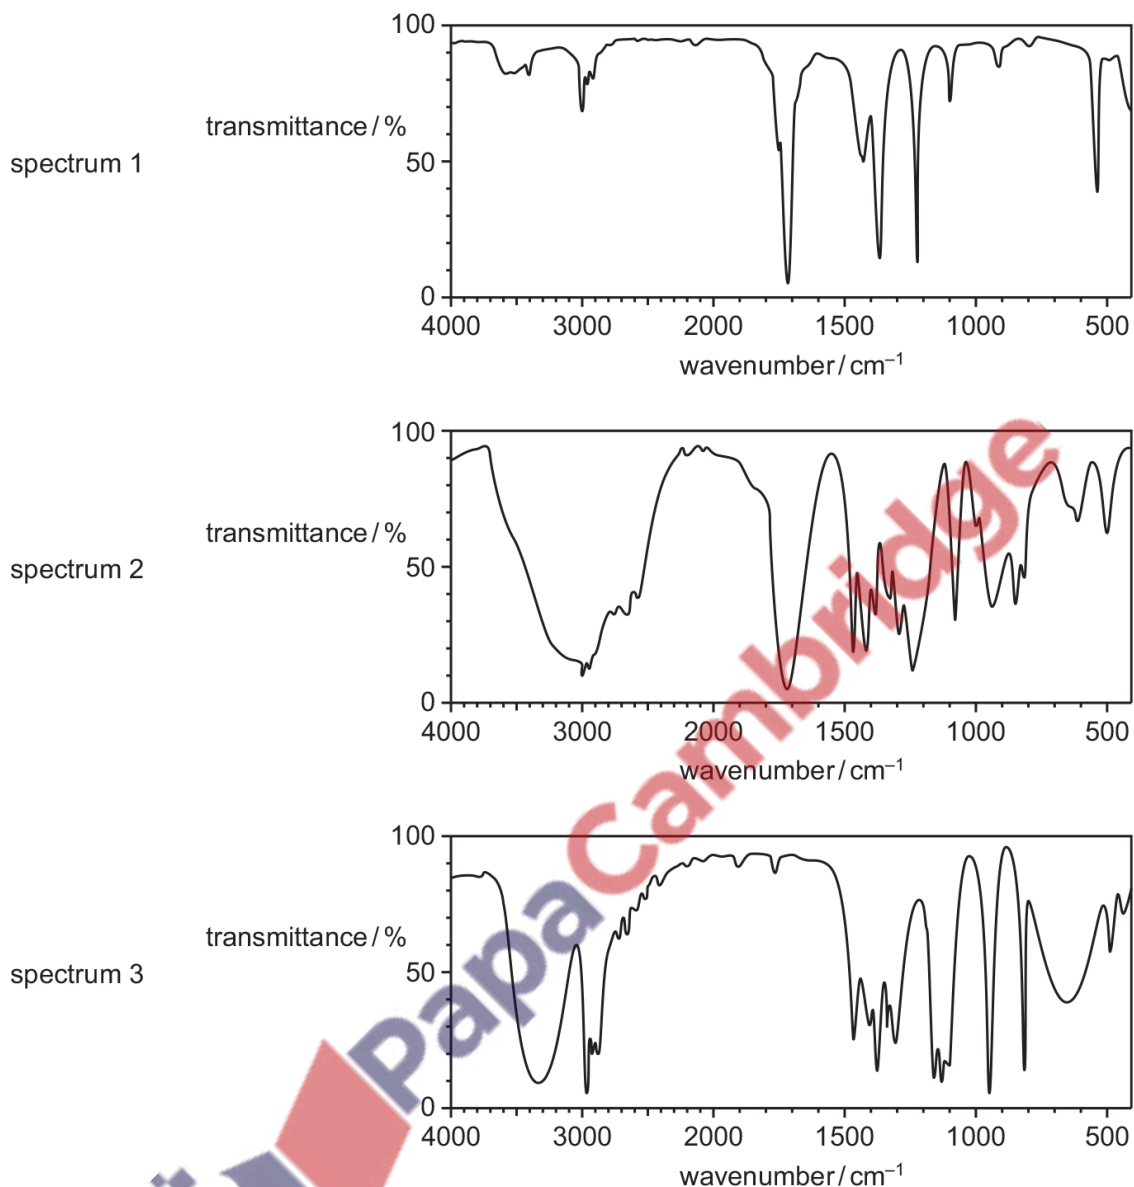 100
transmittance / %
spectrum 1
50
0
4000 3000 2000 1500 1000 500
wavenumber / cm⁻¹
100
transmittance / %
spectrum 2
50
0
4000 3000 2000 1500 1000 500
wavenumber / cm⁻¹
100
transmittance / %
spectrum 3
50
0
4000 3000 2000 1500 1000 500
wavenumber / cm⁻¹
PapaCambridge